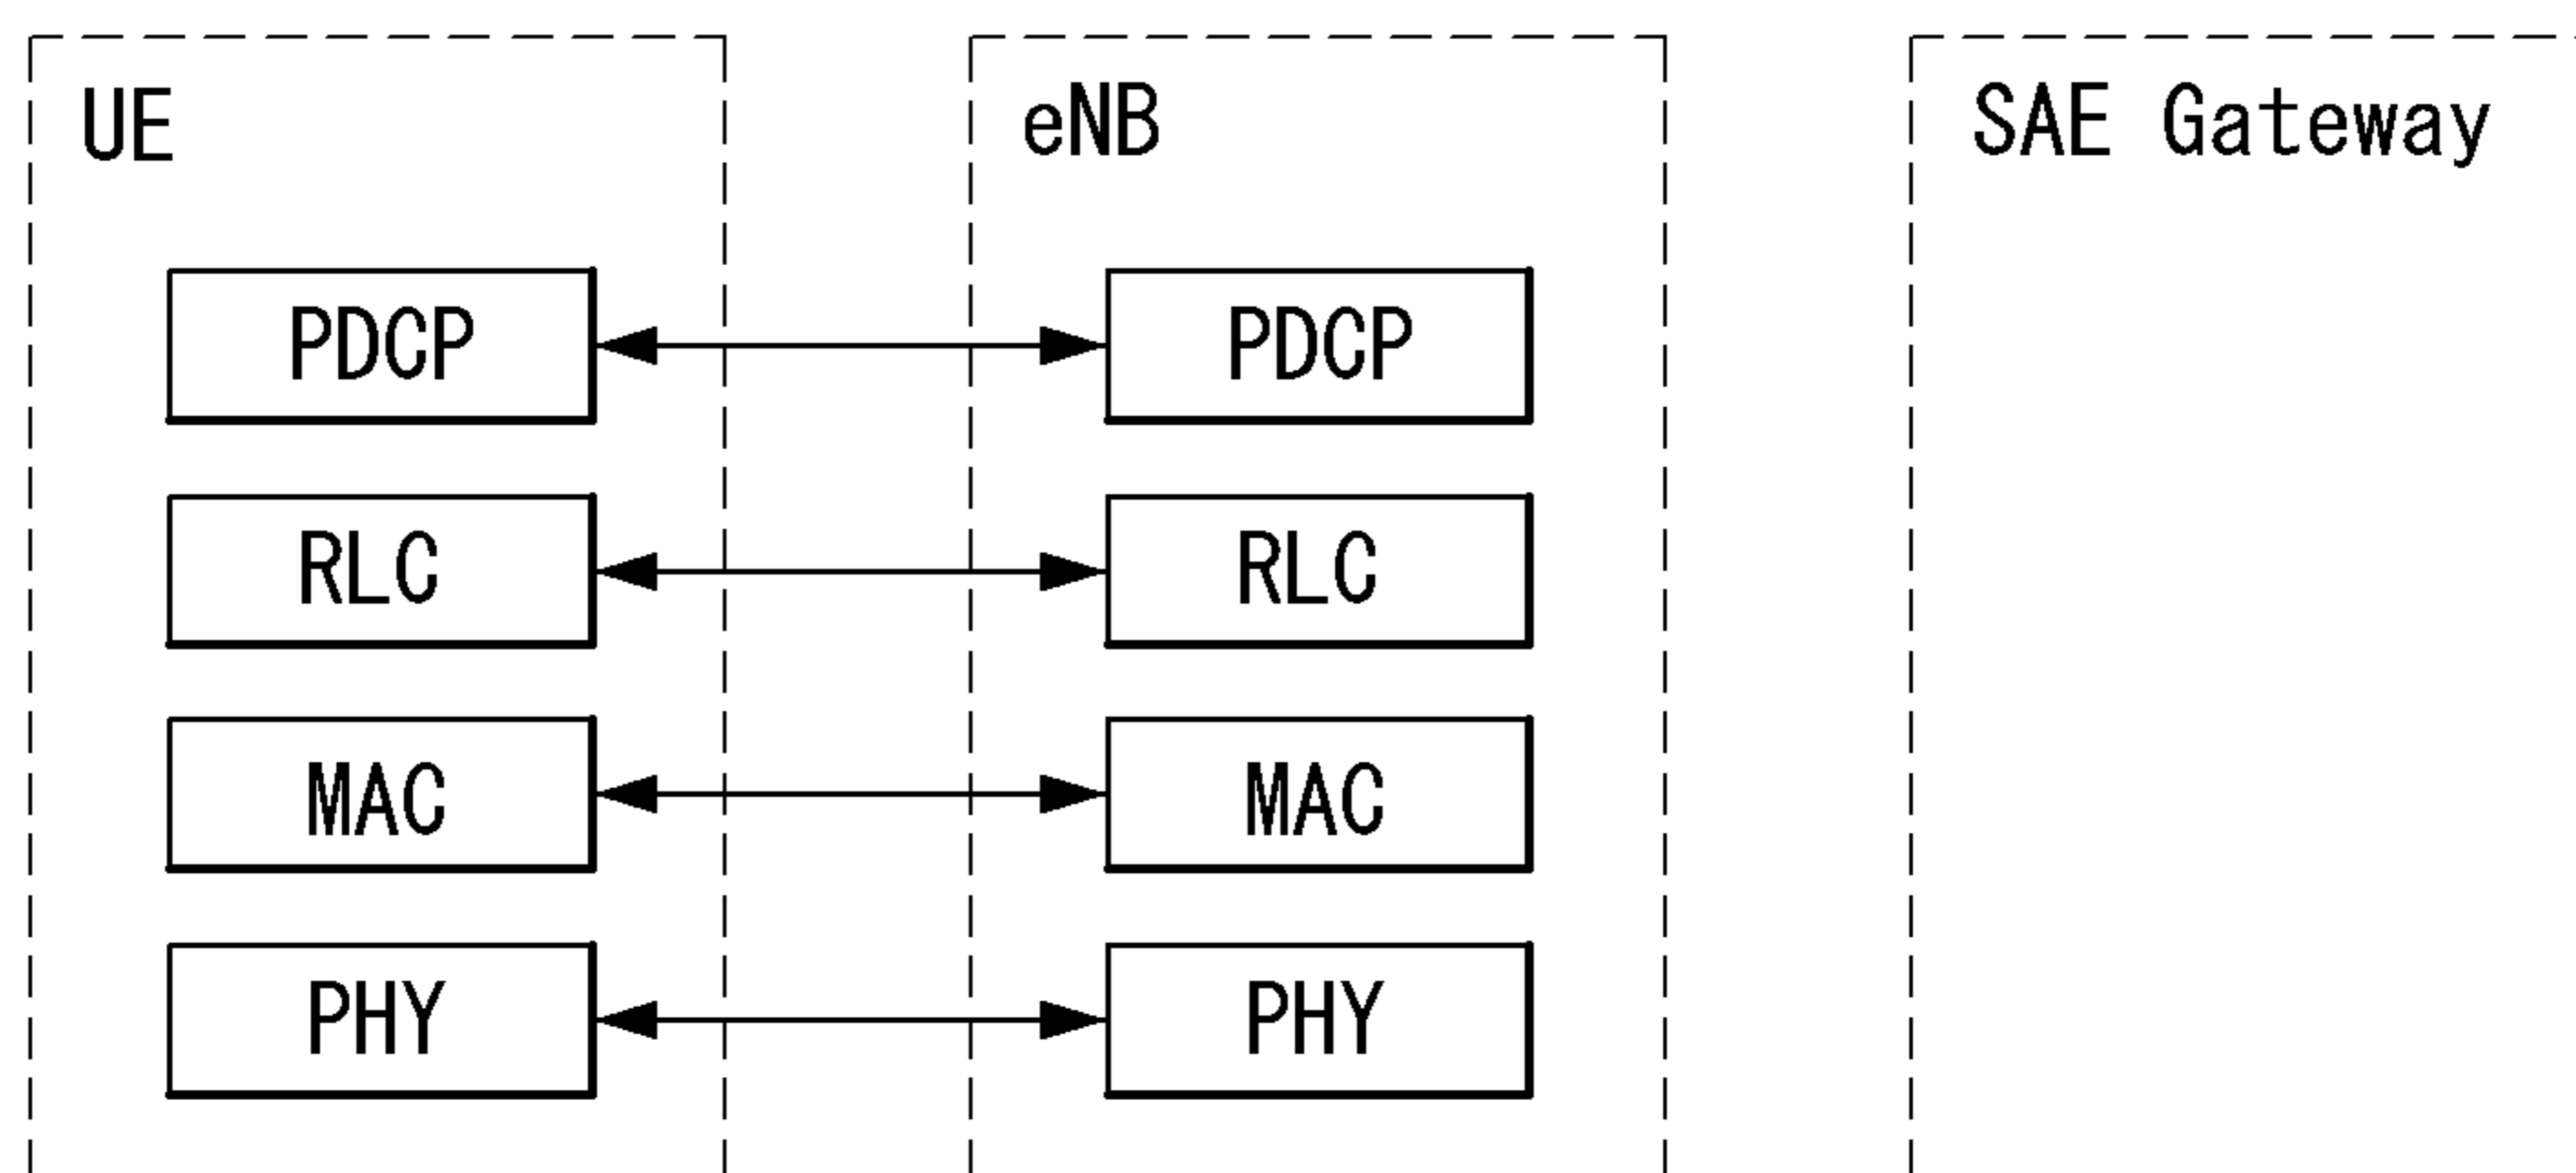 UE
eNB
SAE Gateway
PDCP
PDCP
RLC
RLC
MAC
MAC
PHY
PHY